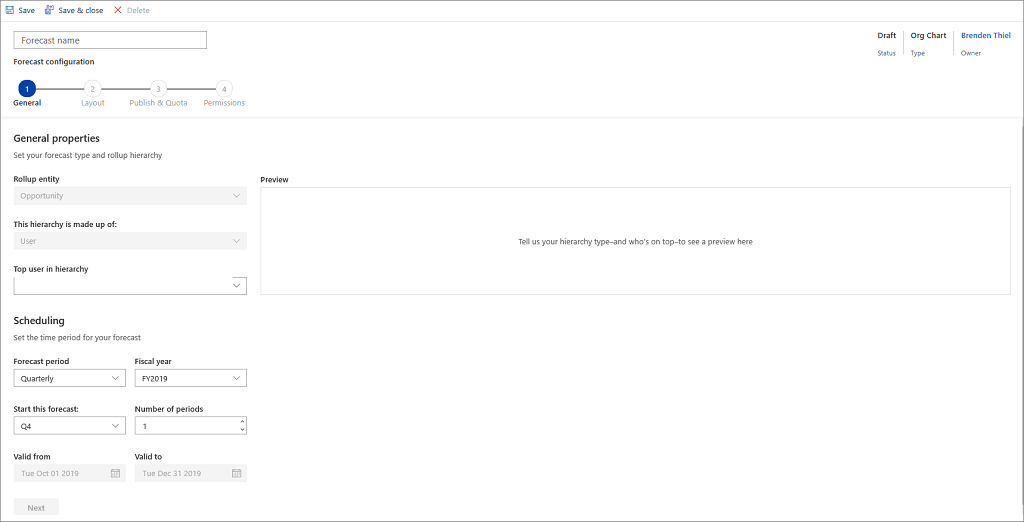 Save Save & close Delete
Forecast name
Draft Org Chart Brenden Thiel
Status Type Owner
Forecast configuration
1 2 3 4
General Layout Publish & Quota Permissions
General properties
Set your forecast type and rollup hierarchy
Rollup entity
Opportunity
This hierarchy is made up of:
User
Top user in hierarchy
Preview
Tell us your hierarchy type–and who's on top–to see a preview here
Scheduling
Set the time period for your forecast
Forecast period Fiscal year
Quarterly FY2019
Start this forecast: Number of periods
Q4 1
Valid from Valid to
Tue Oct 01 2019 Tue Dec 31 2019
Next